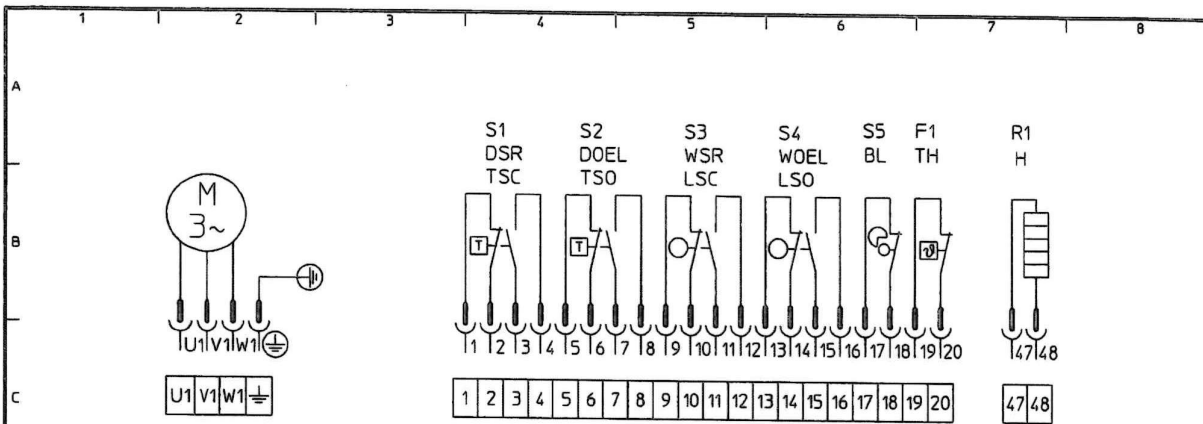 1 2 3 4 5 6 7 8
A
S1 S2 S3 S4 S5 F1 R1
DSR DOEL WSR WOEL BL TH H
TSC TSO LSC LSO
M
3~
B
T T ϑ
U1 V1 W1 1 2 3 4 5 6 7 8 9 10 11 12 13 14 15 16 17 18 19 20 47 48
C
U1 V1 W1 1 2 3 4 5 6 7 8 9 10 11 12 13 14 15 16 17 18 19 20 47 48